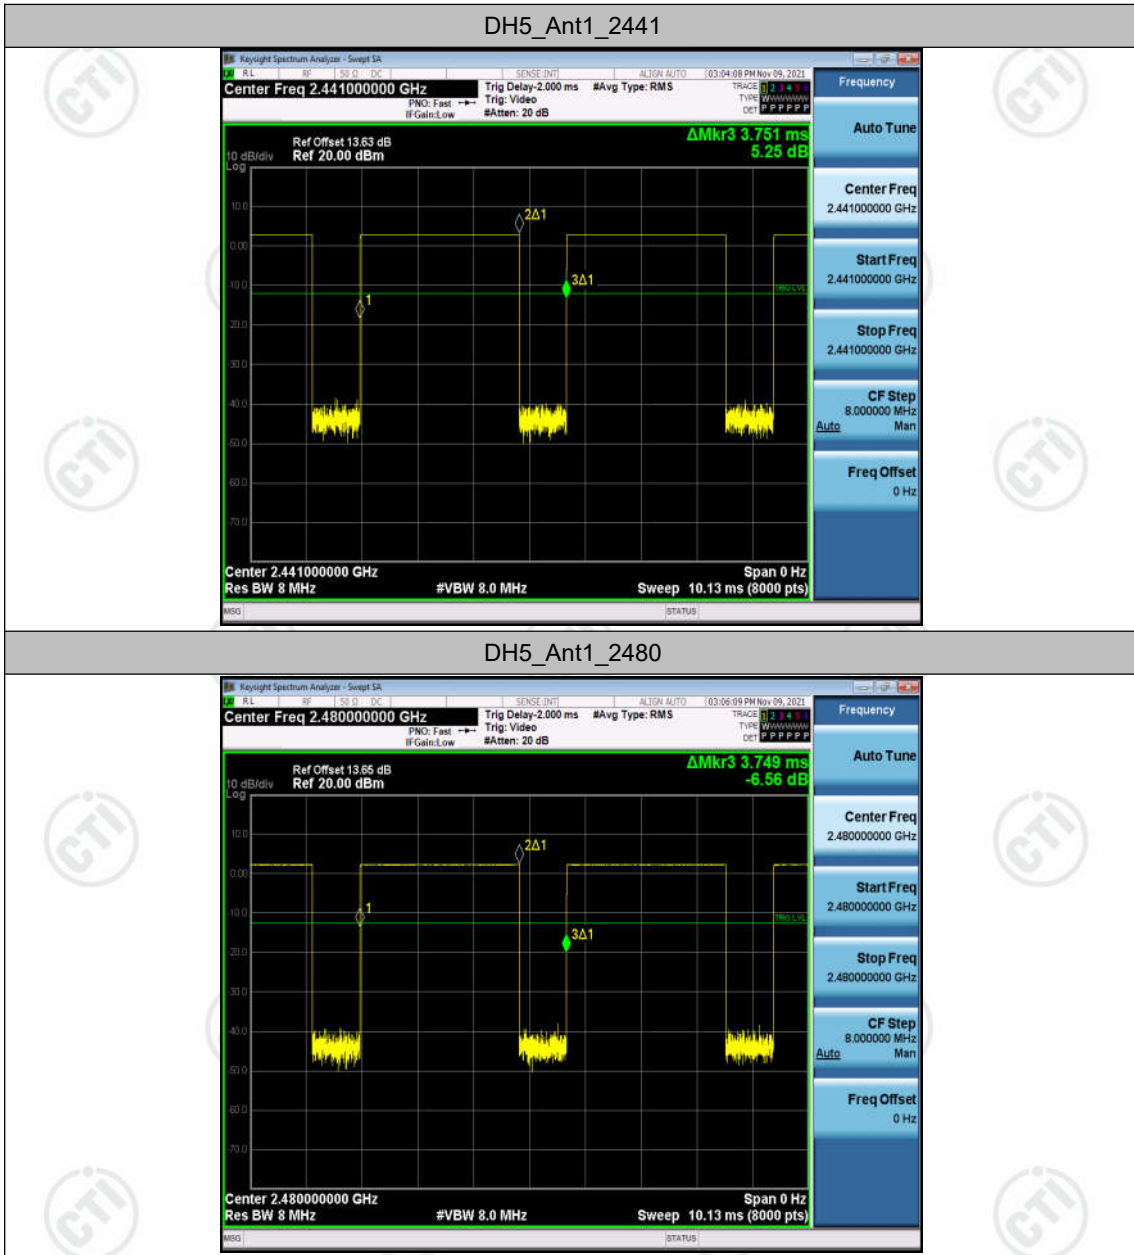 DH5_Ant1_2441
Keysight Spectrum Analyzer - Swept SA
RL RF 50 Ω DC SENSE:INT ALIGN AUTO 03:04:08 PM Nov 09, 2021
Center Freq 2.441000000 GHz Trig Delay-2.000 ms #Avg Type: RMS TRACE 1 2 3 4 5 6
PNO: Fast Trig: Video TYPE WWWWWW
IFGain:Low #Atten: 20 dB DET P P P P P P
Frequency
Auto Tune
Center Freq
2.441000000 GHz
Start Freq
2.441000000 GHz
Stop Freq
2.441000000 GHz
CF Step
8.000000 MHz
Auto Man
Freq Offset
0 Hz
ΔMkr3 3.751 ms
5.25 dB
Ref Offset 13.63 dB
10 dB/div Ref 20.00 dBm
Log
10.0
0.00
-10.0
-20.0
-30.0
-40.0
-50.0
-60.0
-70.0
2Δ1
3Δ1
1
TRIG LVL
Center 2.441000000 GHz Span 0 Hz
Res BW 8 MHz #VBW 8.0 MHz Sweep 10.13 ms (8000 pts)
MSG STATUS
DH5_Ant1_2480
Keysight Spectrum Analyzer - Swept SA
RL RF 50 Ω DC SENSE:INT ALIGN AUTO 03:06:09 PM Nov 09, 2021
Center Freq 2.480000000 GHz Trig Delay-2.000 ms #Avg Type: RMS TRACE 1 2 3 4 5 6
PNO: Fast Trig: Video TYPE WWWWWW
IFGain:Low #Atten: 20 dB DET P P P P P P
Frequency
Auto Tune
Center Freq
2.480000000 GHz
Start Freq
2.480000000 GHz
Stop Freq
2.480000000 GHz
CF Step
8.000000 MHz
Auto Man
Freq Offset
0 Hz
ΔMkr3 3.749 ms
-6.56 dB
Ref Offset 13.65 dB
10 dB/div Ref 20.00 dBm
Log
10.0
0.00
-10.0
-20.0
-30.0
-40.0
-50.0
-60.0
-70.0
2Δ1
1
3Δ1
TRIG LVL
Center 2.480000000 GHz Span 0 Hz
Res BW 8 MHz #VBW 8.0 MHz Sweep 10.13 ms (8000 pts)
MSG STATUS
CTI